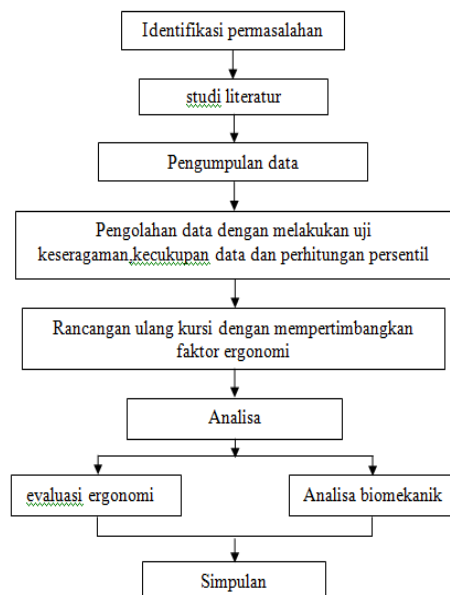 Identifikasi permasalahan
studi literatur
Pengumpulan data
Pengolahan data dengan melakukan uji
keseragaman,kecukupan data dan perhitungan persentil
Rancangan ulang kursi dengan mempertimbangkan
faktor ergonomi
Analisa
evaluasi ergonomi
Analisa biomekanik
Simpulan